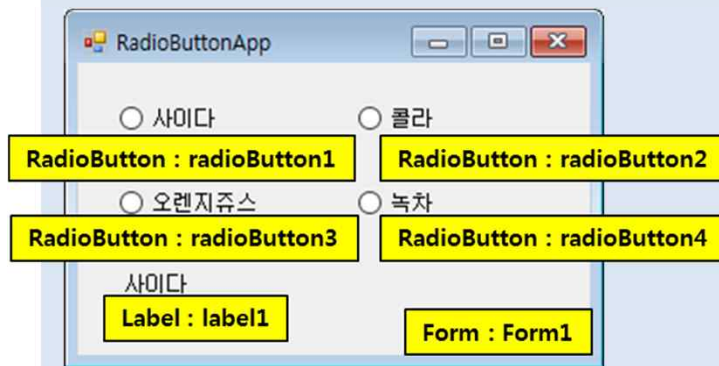 RadioButtonApp
사이다 콜라
RadioButton : radioButton1 RadioButton : radioButton2
오렌지쥬스 녹차
RadioButton : radioButton3 RadioButton : radioButton4
사이다
Label : label1
Form : Form1